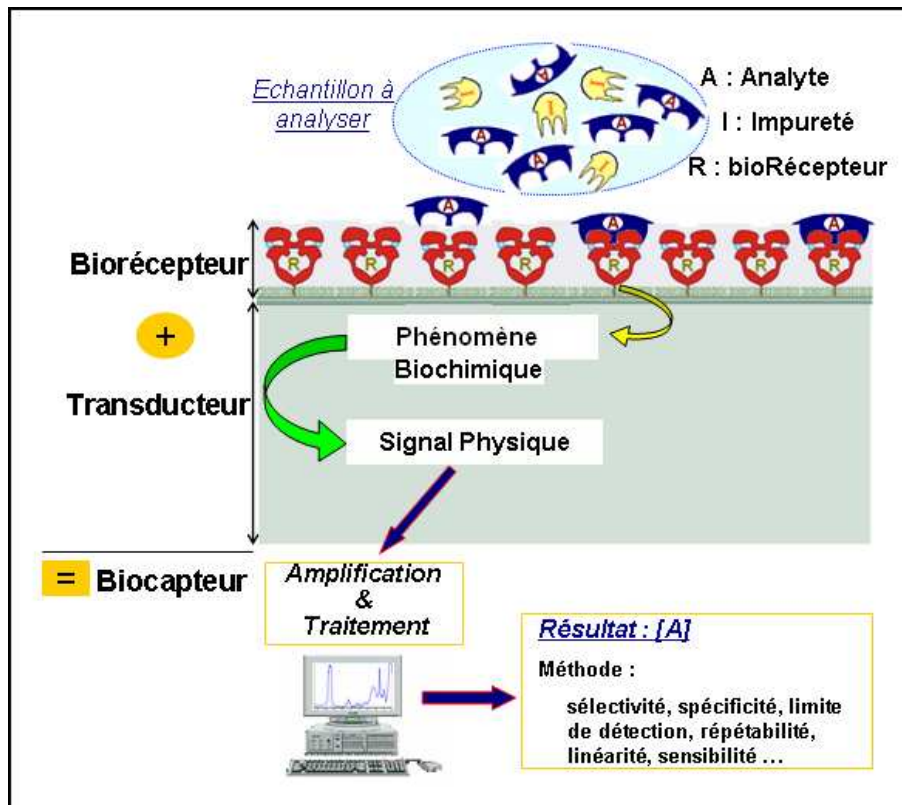 Echantillon à
analyser
A : Analyte
I : Impureté
R : bioRécepteur
I
A
I
A
I
A
A
A
I
A
A
A
Biorécepteur
R
R
R
R
R
R
R
R
+
Phénomène
Biochimique
Transducteur
Signal Physique
= Biocapteur
Amplification
&
Traitement
Résultat : [A]
Méthode :
sélectivité, spécificité, limite
de détection, répétabilité,
linéarité, sensibilité ...